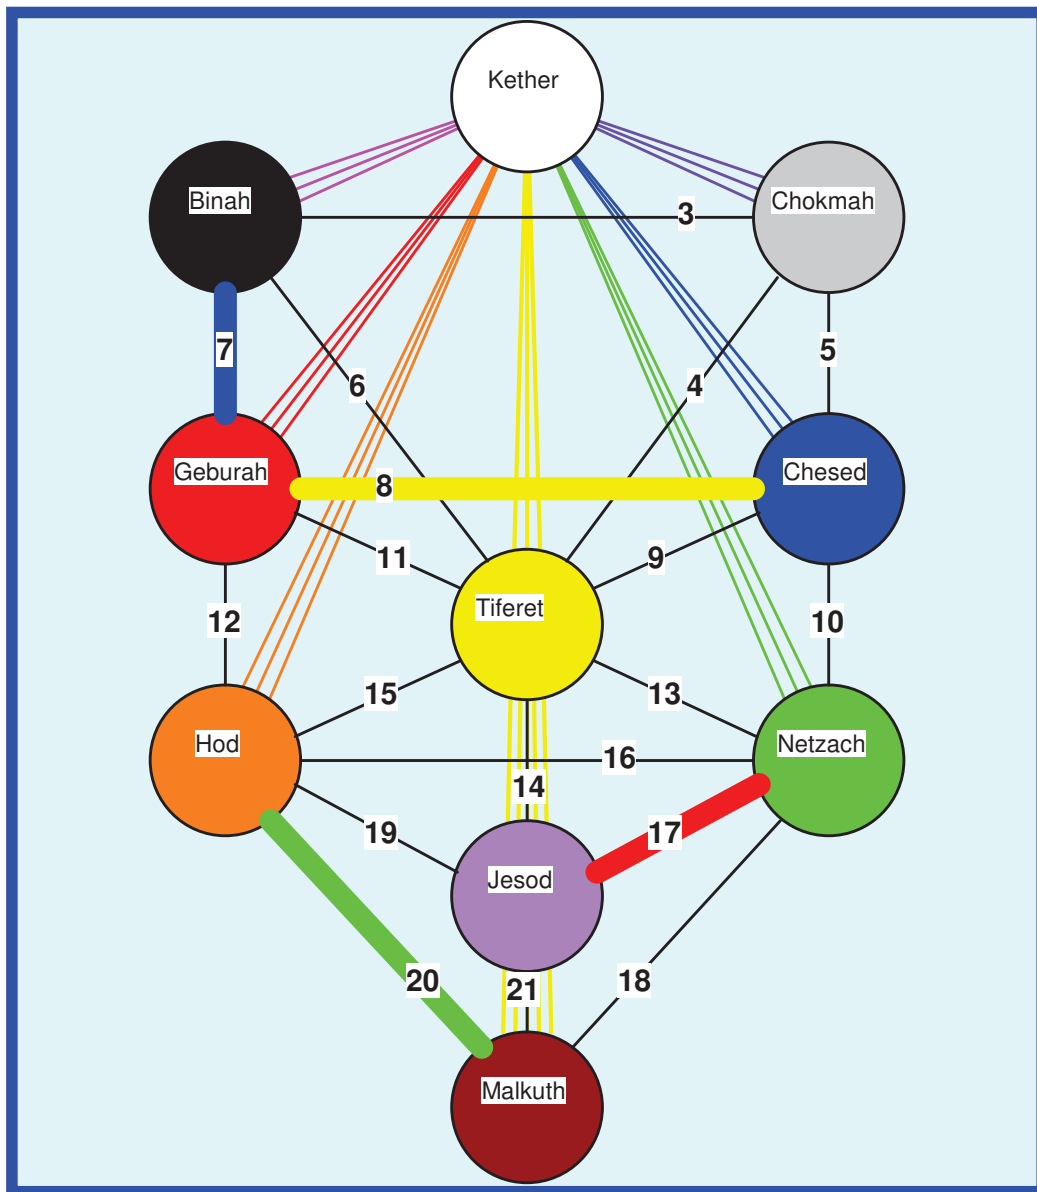 Kether
Binah
Chokmah
3
7
5
6
4
Geburah
Chesed
8
11
9
Tiferet
12
10
15
13
Hod
Netzach
16
14
19
17
Jesod
20
21
18
Malkuth